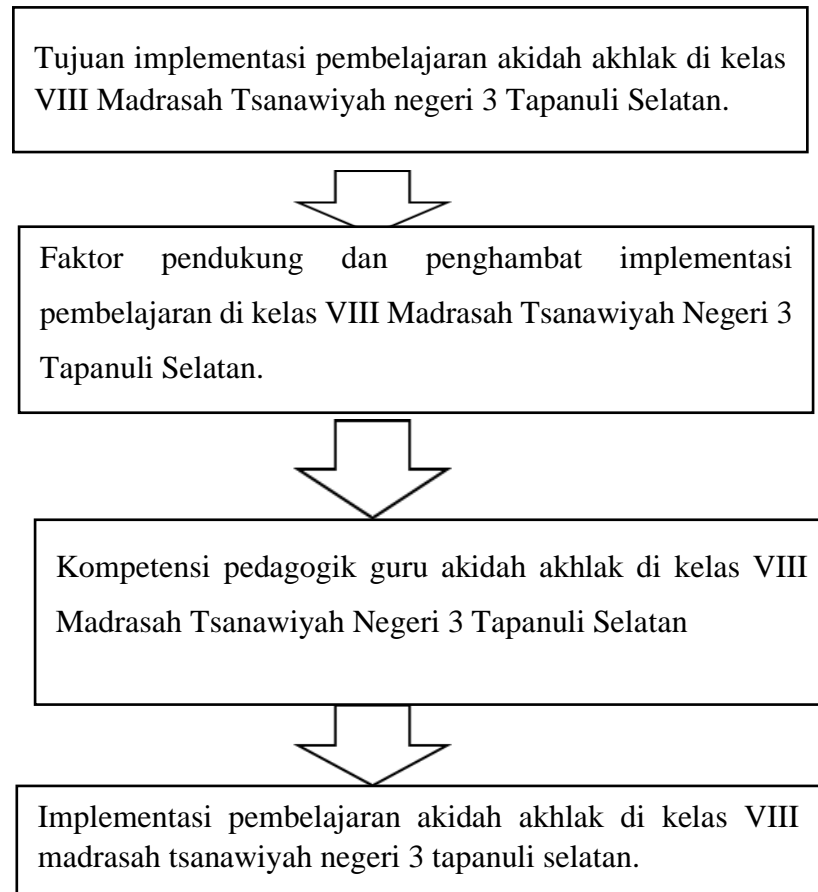 Tujuan implementasi pembelajaran akidah akhlak di kelas
VIII Madrasah Tsanawiyah negeri 3 Tapanuli Selatan.
Faktor pendukung dan penghambat implementasi
pembelajaran di kelas VIII Madrasah Tsanawiyah Negeri 3
Tapanuli Selatan.
Kompetensi pedagogik guru akidah akhlak di kelas VIII
Madrasah Tsanawiyah Negeri 3 Tapanuli Selatan
Implementasi pembelajaran akidah akhlak di kelas VIII
madrasah tsanawiyah negeri 3 tapanuli selatan.